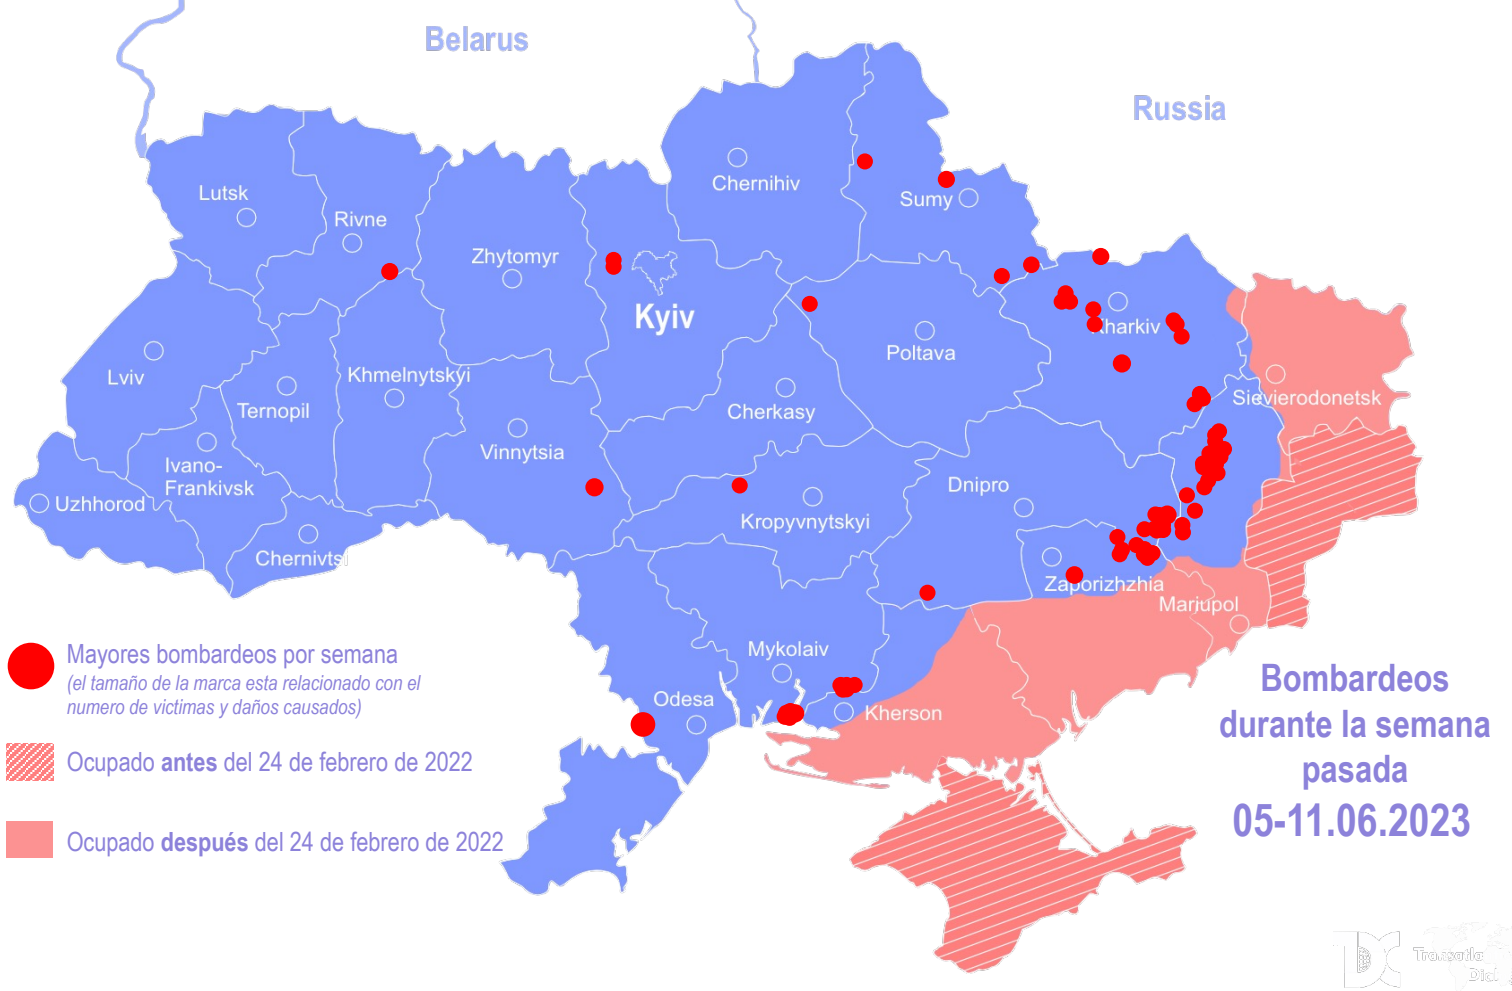 Belarus
Russia
Chernihiv
Lutsk
Sumy
Rivne
Zhytomyr
Kyiv
Kharkiv
Poltava
Lviv
Khmelnytskyi
Ternopil
Cherkasy
Sievierodonetsk
Vinnytsia
Ivano-
Frankivsk
Dnipro
Uzhhorod
Kropyvnytskyi
Chernivtsi
Zaporizhzhia
Mariupol
Mykolaiv
Odesa
Kherson
Mayores bombardeos por semana
(el tamaño de la marca esta relacionado con el
numero de victimas y daños causados)
Ocupado antes del 24 de febrero de 2022
Ocupado después del 24 de febrero de 2022
Bombardeos
durante la semana
pasada
05-11.06.2023